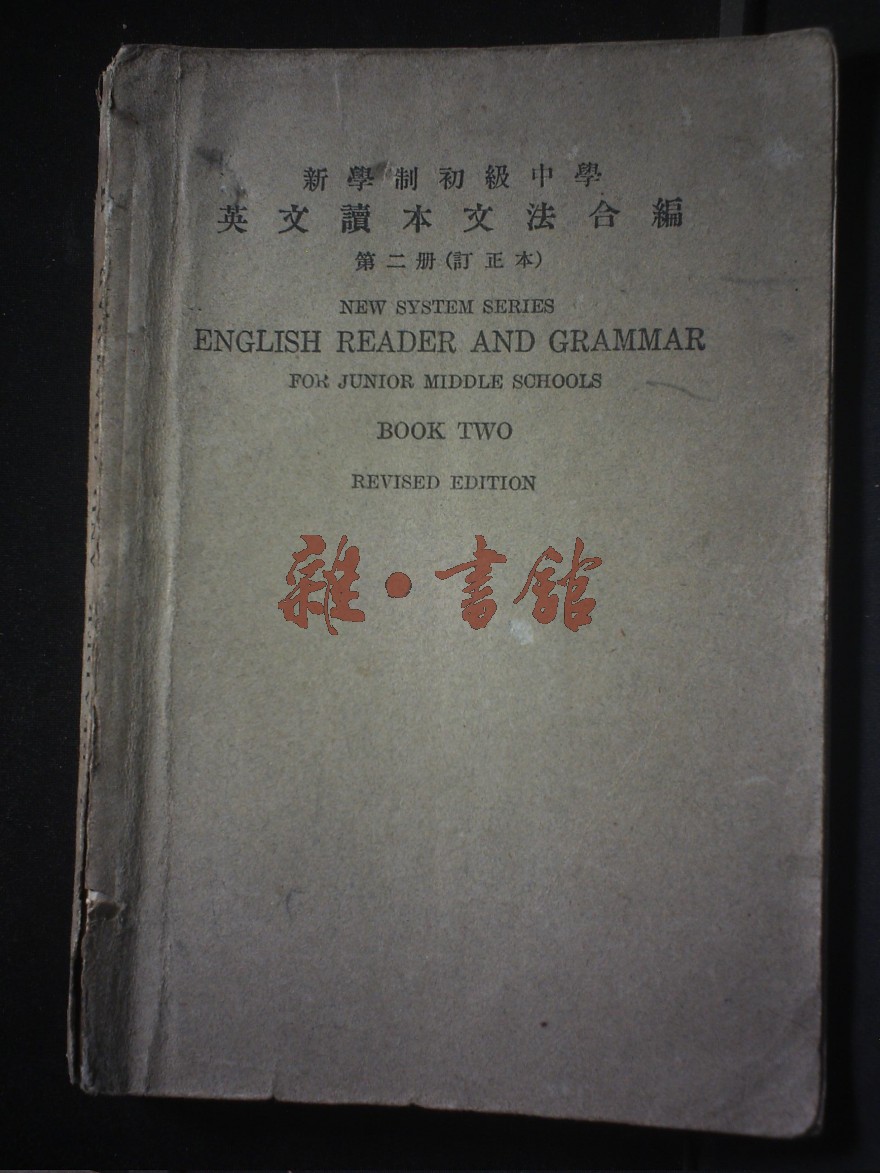 新學制初級中學
英文讀本文法合編
第二册(訂正本)
NEW SYSTEM SERIES
ENGLISH READER AND GRAMMAR
FOR JUNIOR MIDDLE SCHOOLS
BOOK TWO
REVISED EDITION
雜·書館